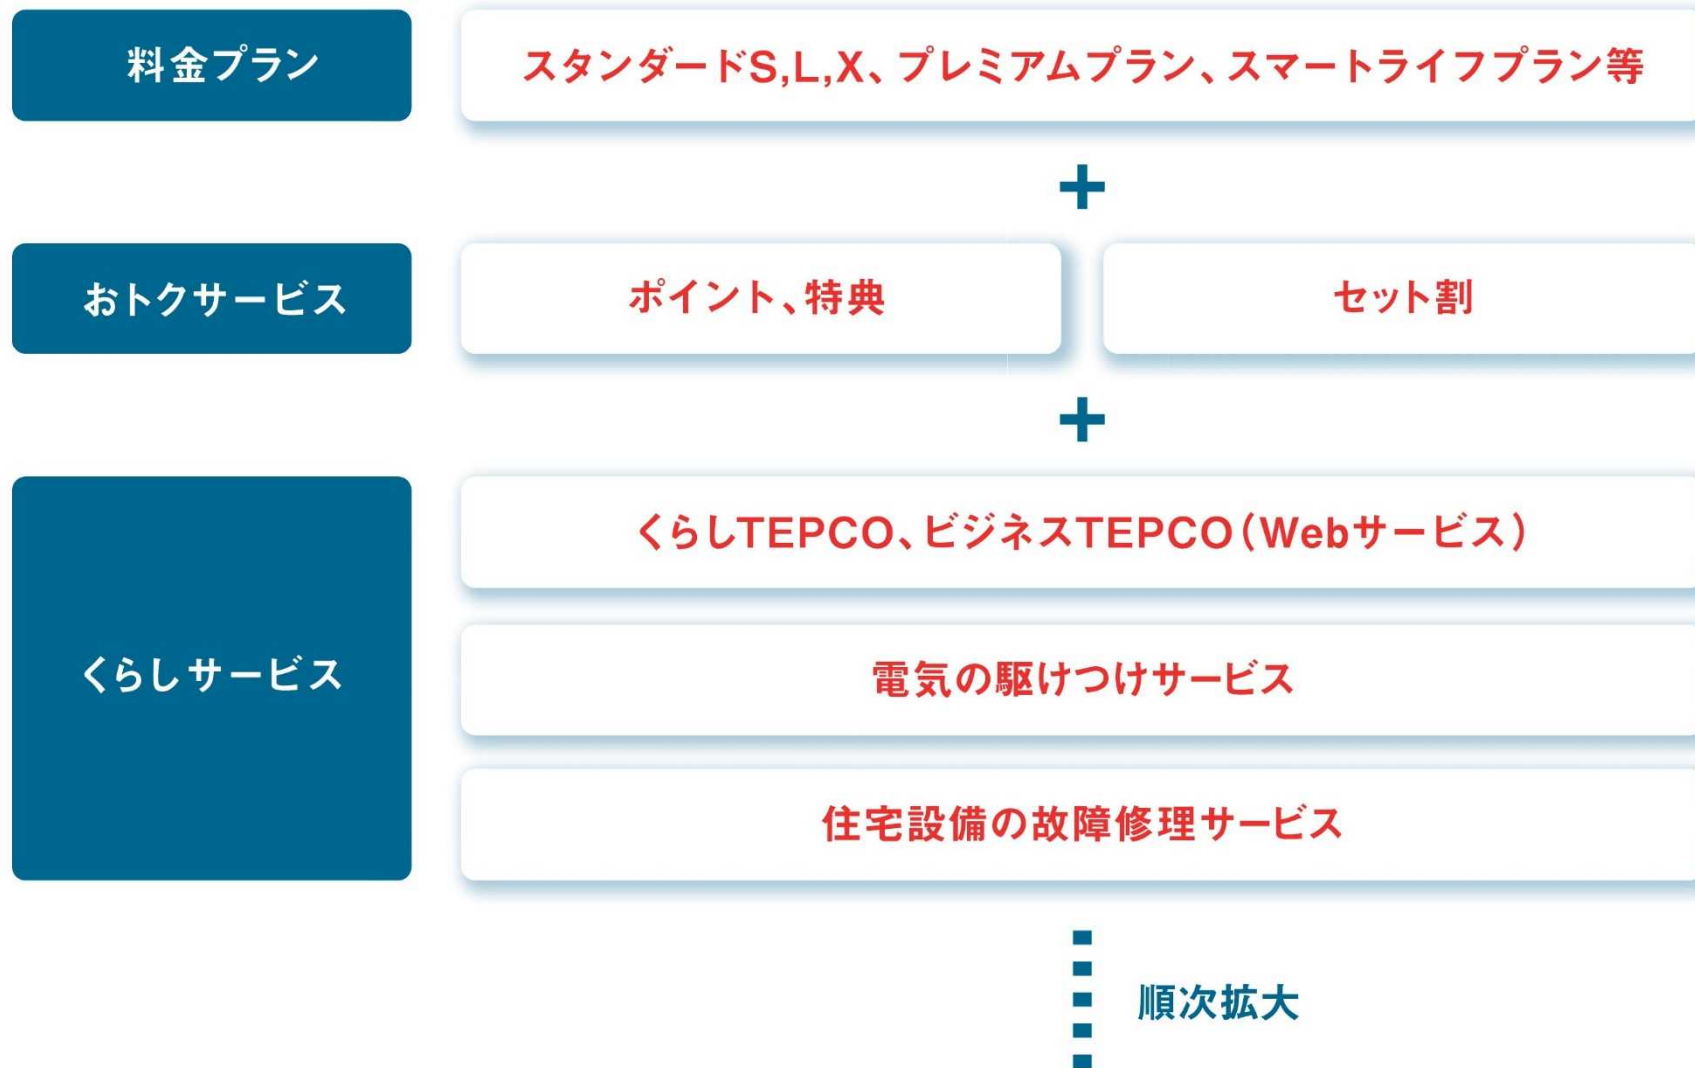 料金プラン
スタンダードS,L,X、プレミアムプラン、スマートライフプラン等
+
おトクサービス
ポイント、特典
セット割
+
くらしサービス
くらしTEPCO、ビジネスTEPCO(Webサービス)
電気の駆けつけサービス
住宅設備の故障修理サービス
順次拡大